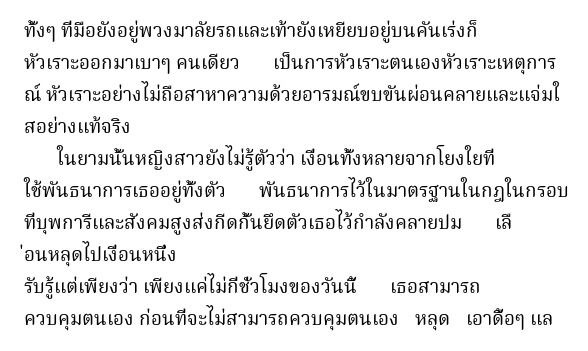 ทั้งๆ ที่มือยังอยู่พวงมาลัยรถและเท้ายังเหยียบอยู่บนคันเร่งก็
หัวเราะออกมาเบาๆ คนเดียว เป็นการหัวเราะตนเองหัวเราะเหตุการ
ณ์ หัวเราะอย่างไม่ถือสาหาความด้วยอารมณ์ขบขันผ่อนคลายและแจ่มใ
สอย่างแท้จริง
ในยามนั้นหญิงสาวยังไม่รู้ตัวว่า เงื่อนทั้งหลายจากโยงใยที่
ใช้พันธนาการเธออยู่ทั้งตัว พันธนาการไว้ในมาตรฐานในกฎในกรอบ
ที่บุพการีและสังคมสูงส่งกีดกั้นยึดตัวเธอไว้กำลังคลายปม เลื
่อนหลุดไปเงื่อนหนึ่ง
รับรู้แต่เพียงว่า เพียงแค่ไม่กี่ชั่วโมงของวันนี้ เธอสามารถ
ควบคุมตนเอง ก่อนที่จะไม่สามารถควบคุมตนเอง หลุด เอาดื้อๆ แล